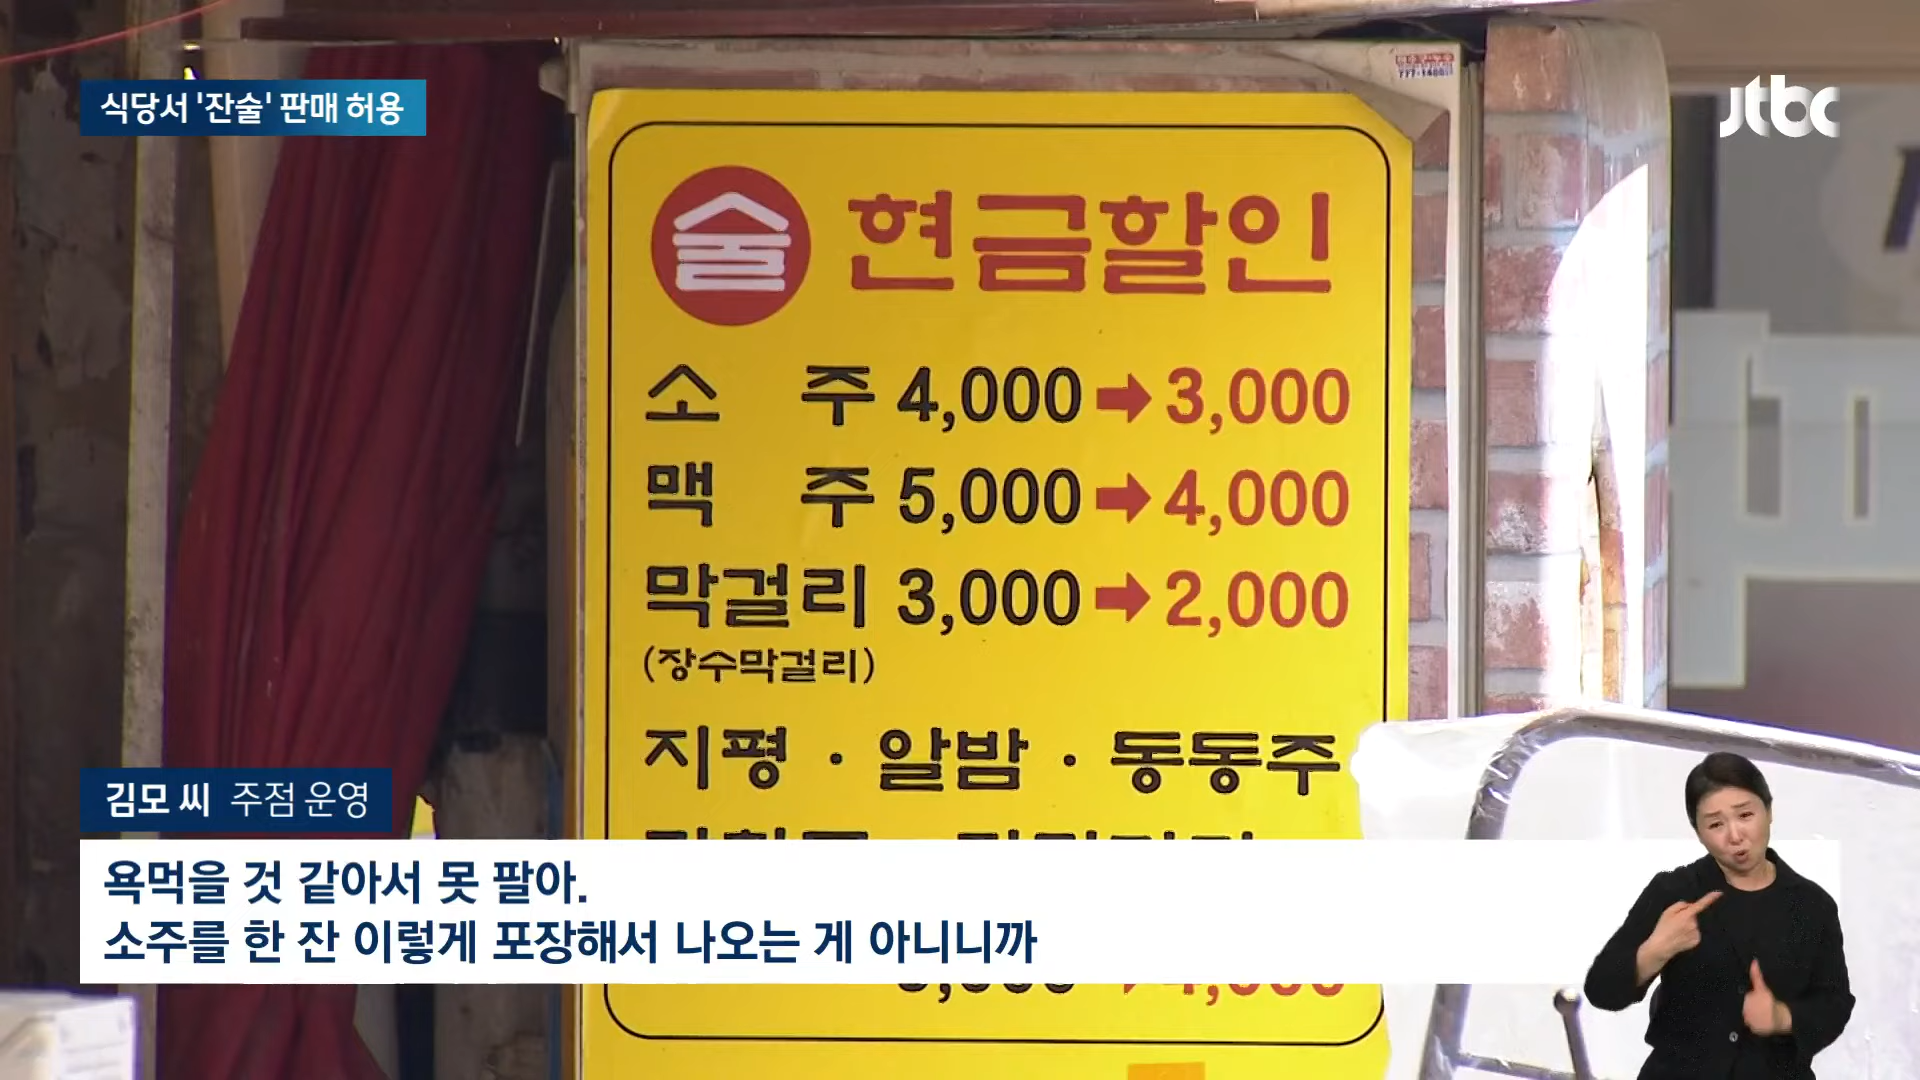 식당서 '잔술' 판매 허용
jtbc
술 현금할인
소 주 4,000➡3,000
맥 주 5,000➡4,000
막걸리 3,000➡2,000
(장수막걸리)
지평 · 알밤 · 동동주
김모 씨 주점 운영
욕먹을 것 같아서 못 팔아.
소주를 한 잔 이렇게 포장해서 나오는 게 아니니까